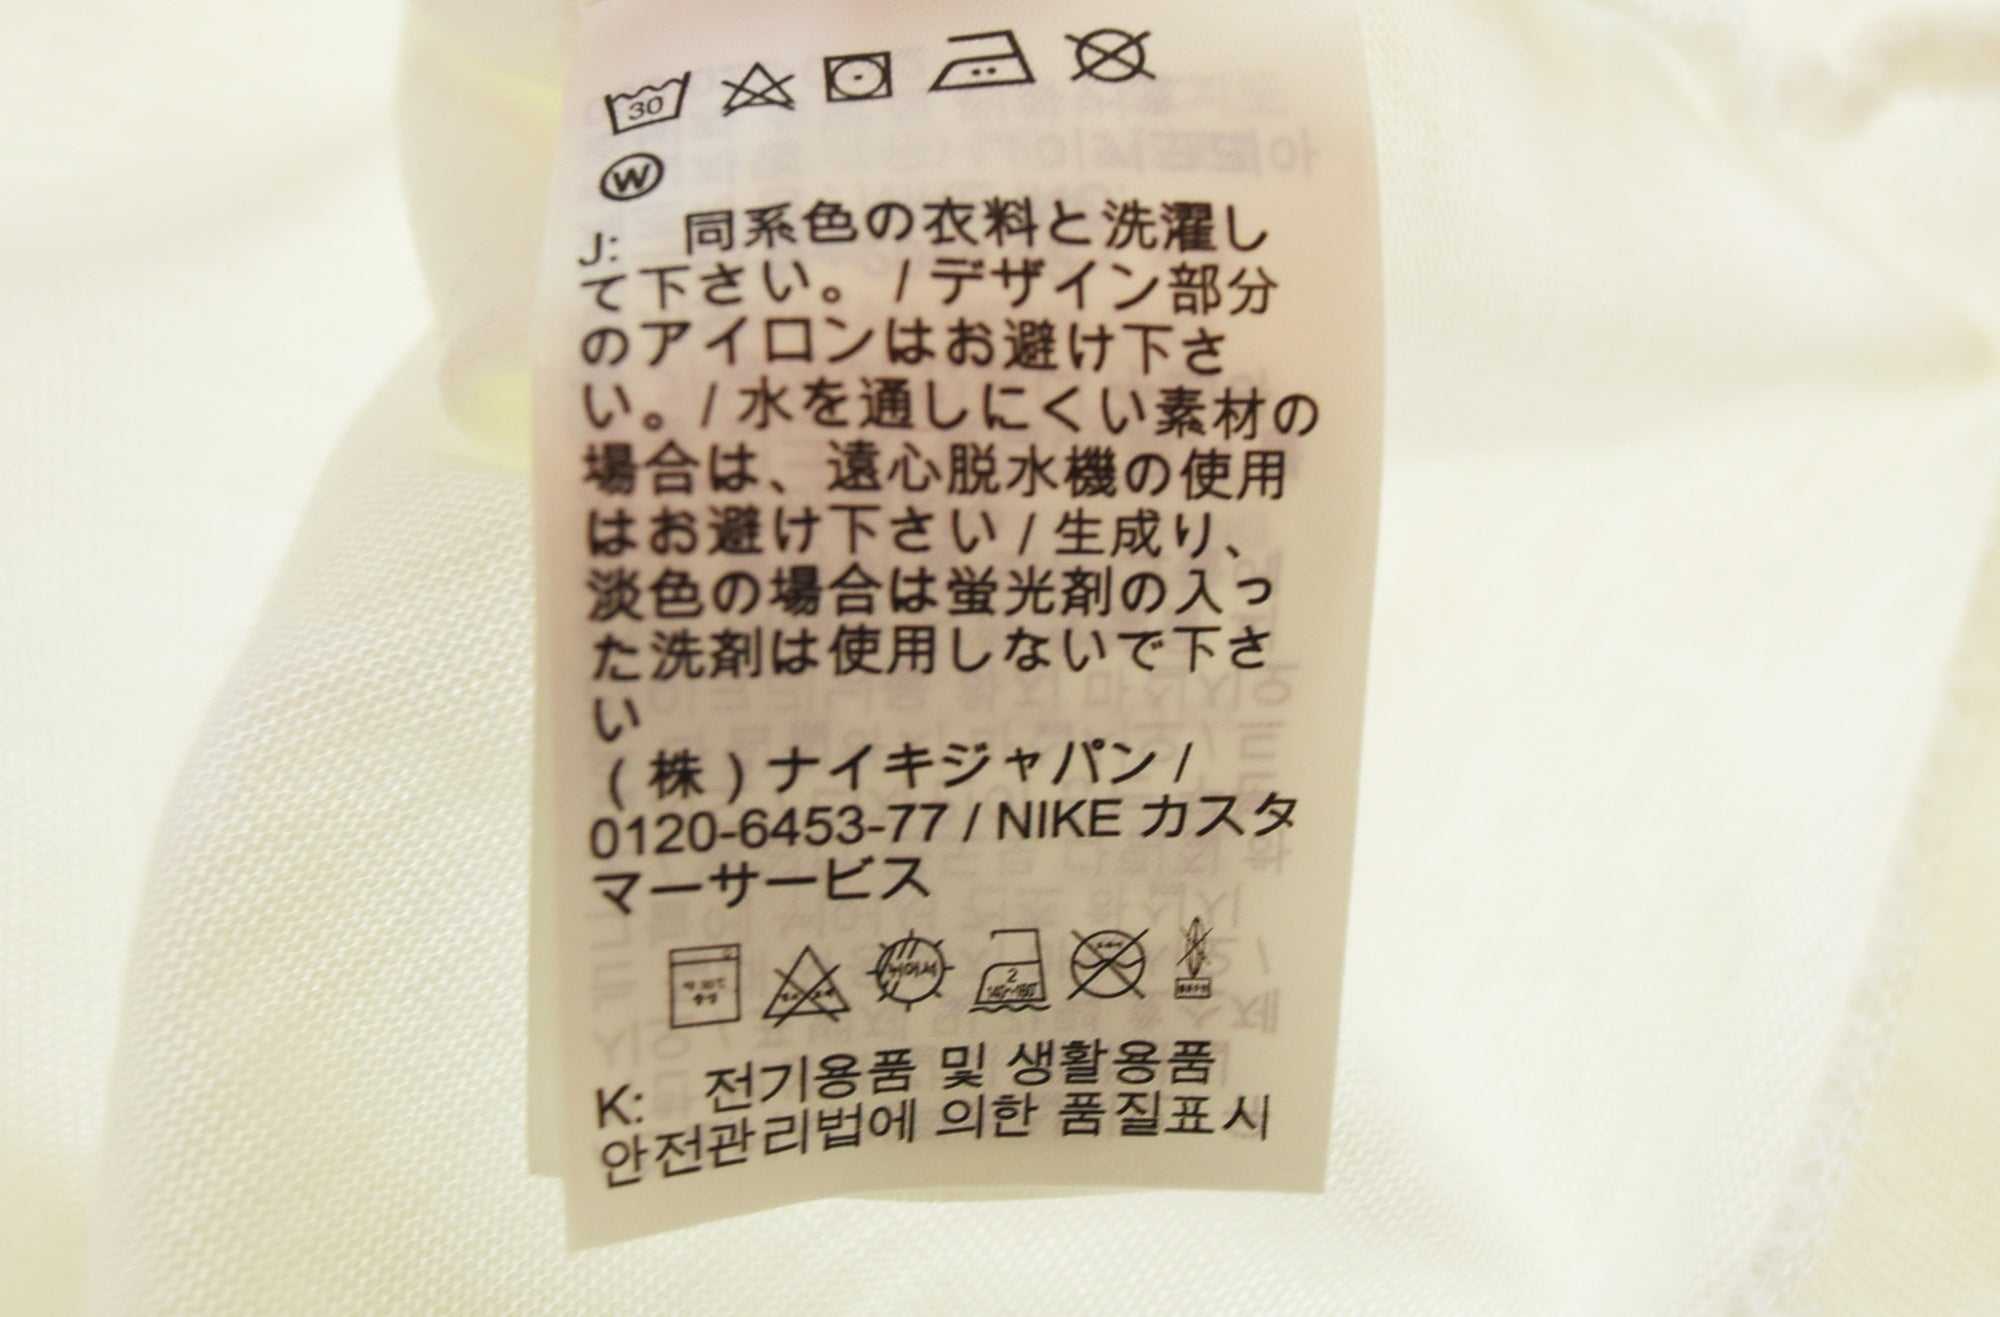 30
W
J: 同系色の衣料と洗濯し
て下さい。 / デザイン部分
のアイロンはお避け下さ
い。/ 水を通しにくい素材の
場合は、遠心脱水機の使用
はお避け下さい / 生成り、
淡色の場合は蛍光剤の入っ
た洗剤は使用しないで下さ
い
(株)ナイキジャパン /
0120-6453-77 / NIKE カスタ
マーサービス
뉘어서 2
K: 전기용품 및 생활용품
안전관리법에 의한 품질표시